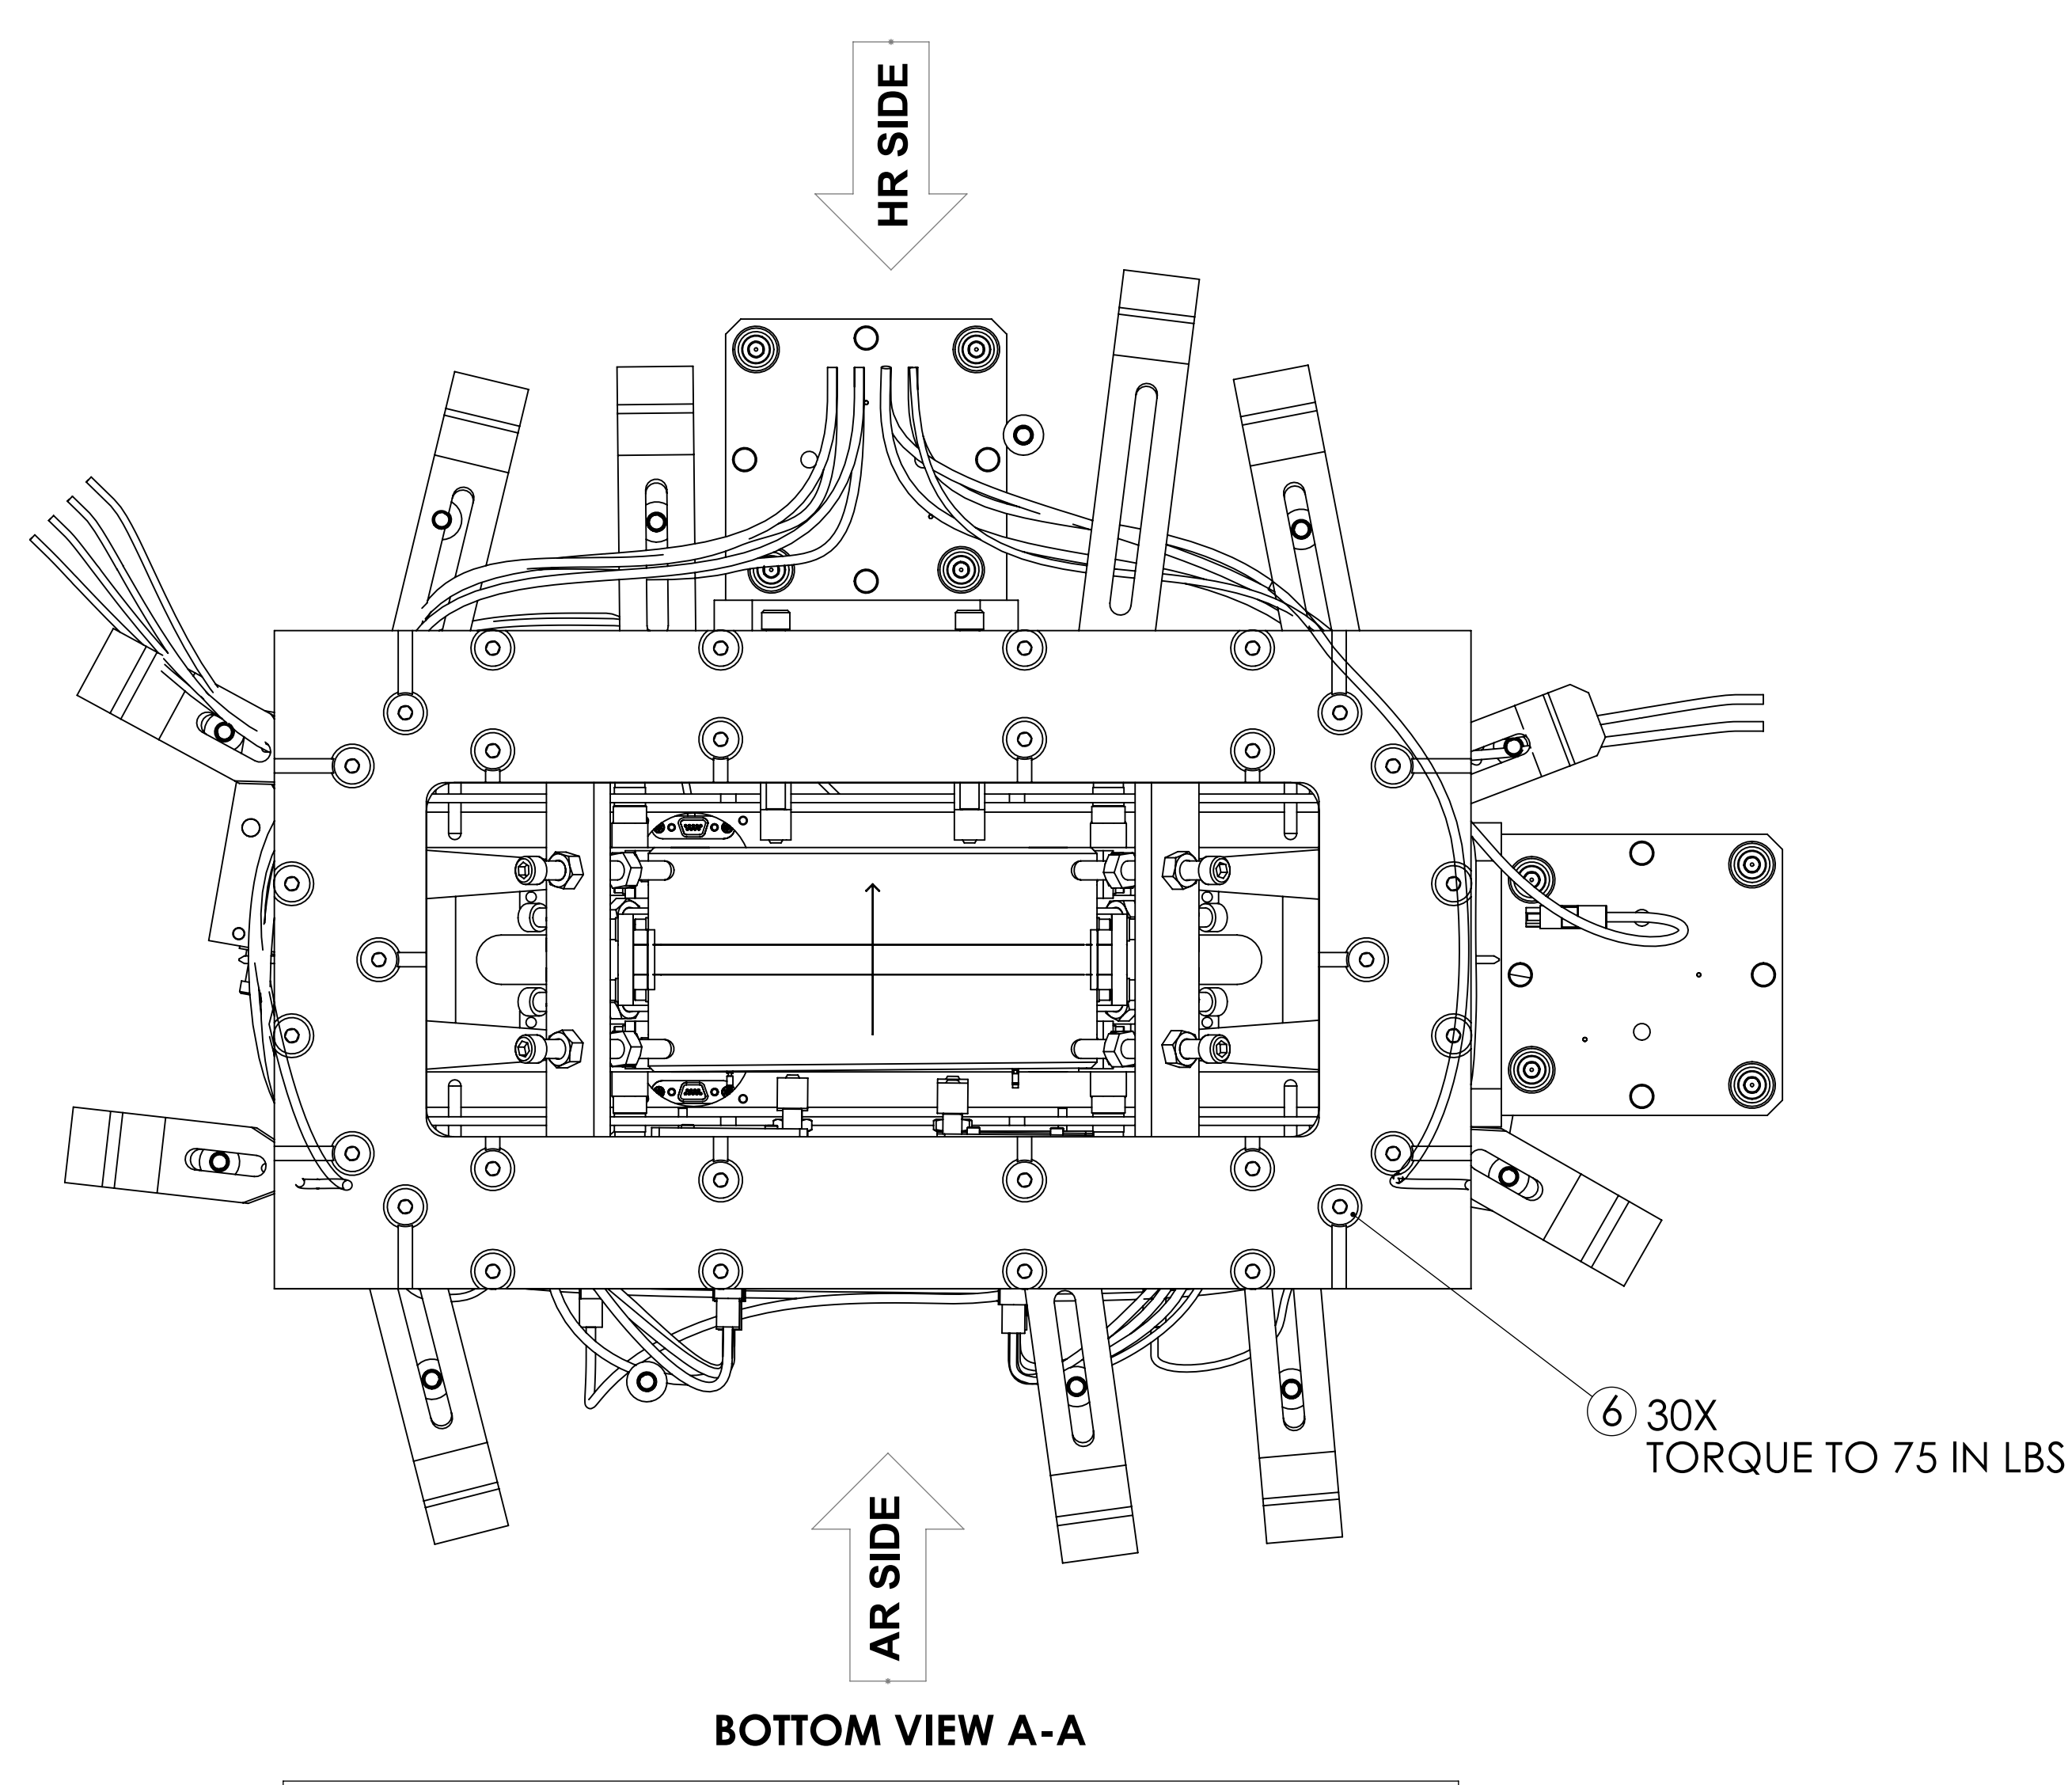 HR SIDE
6 30X
TORQUE TO 75 IN LBS
AR SIDE
BOTTOM VIEW A-A